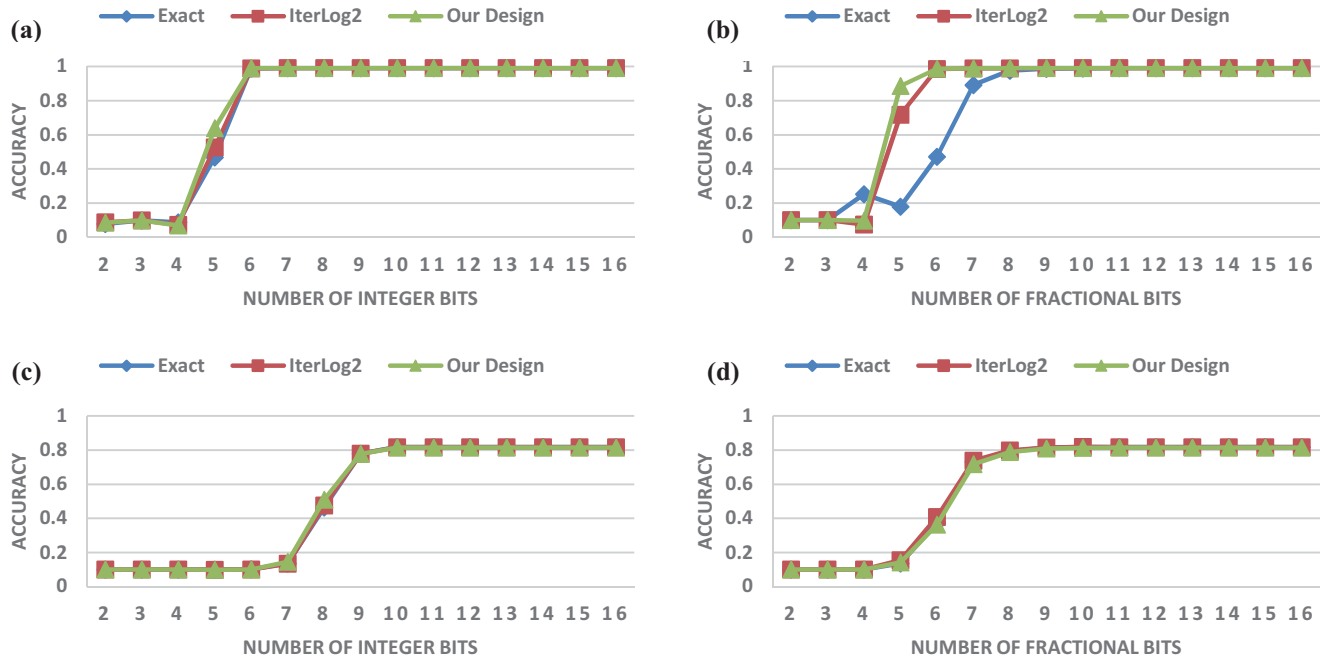 (a)
Exact IterLog2 Our Design
ACCURACY
1
0.8
0.6
0.4
0.2
0
2 3 4 5 6 7 8 9 10 11 12 13 14 15 16
NUMBER OF INTEGER BITS
(b)
Exact IterLog2 Our Design
ACCURACY
1
0.8
0.6
0.4
0.2
0
2 3 4 5 6 7 8 9 10 11 12 13 14 15 16
NUMBER OF FRACTIONAL BITS
(c)
Exact IterLog2 Our Design
ACCURACY
1
0.8
0.6
0.4
0.2
0
2 3 4 5 6 7 8 9 10 11 12 13 14 15 16
NUMBER OF INTEGER BITS
(d)
Exact IterLog2 Our Design
ACCURACY
1
0.8
0.6
0.4
0.2
0
2 3 4 5 6 7 8 9 10 11 12 13 14 15 16
NUMBER OF FRACTIONAL BITS